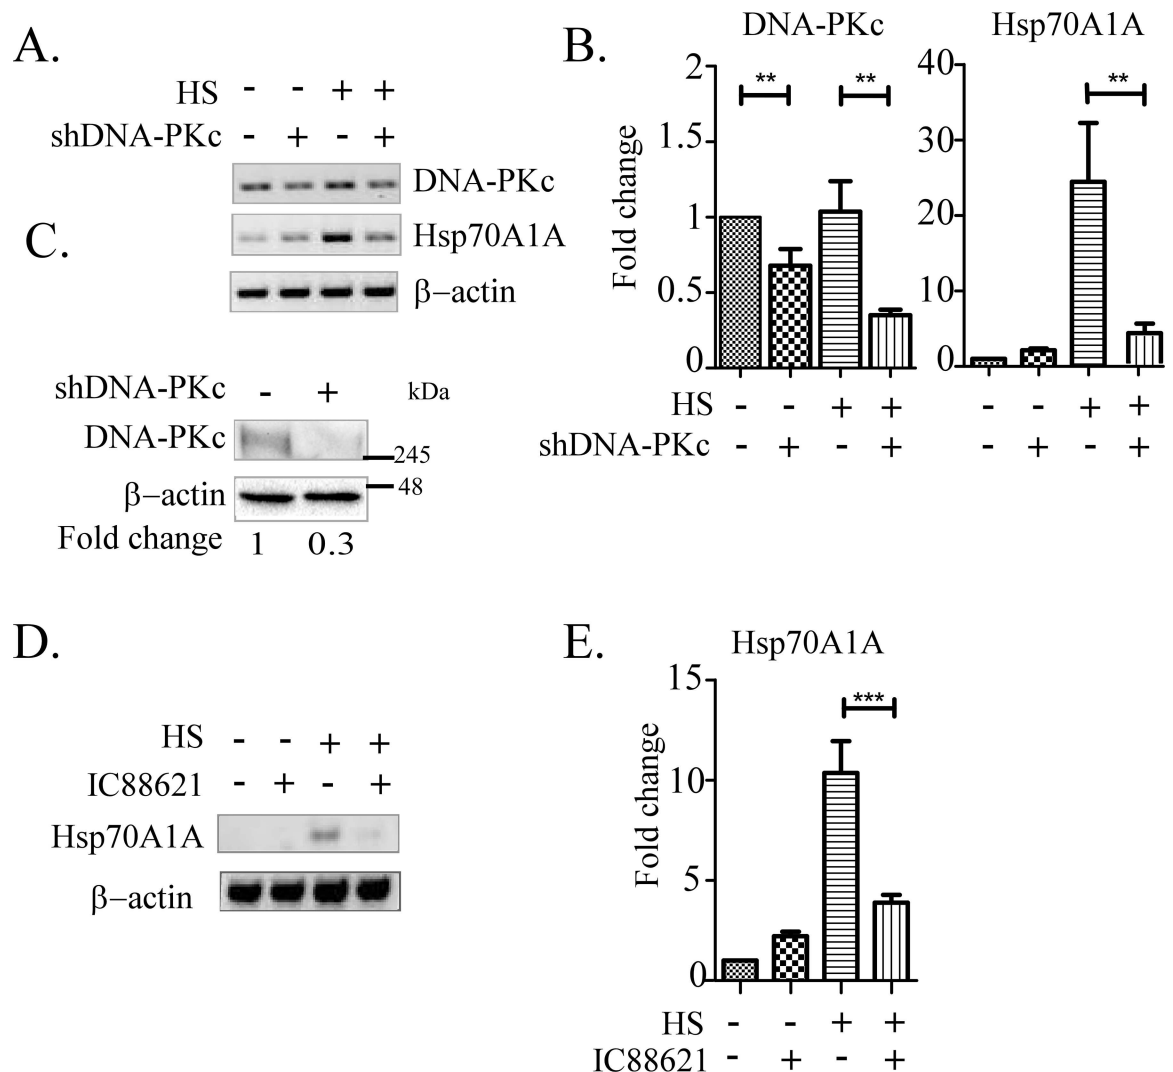 A.
HS - - + +
shDNA-PKc - + - +
DNA-PKc
Hsp70A1A
β-actin
B.
DNA-PKc
Hsp70A1A
Fold change
2
1.5
1
0.5
0
** **
40
30
20
10
0
**
HS - - + + - - + +
shDNA-PKc - + - + - + - +
C.
shDNA-PKc - + kDa
DNA-PKc
245
48
β-actin
Fold change 1 0.3
D.
HS - - + +
IC88621 - + - +
Hsp70A1A
β-actin
E.
Hsp70A1A
Fold change
15
10
5
0
***
HS - - + +
IC88621 - + - +